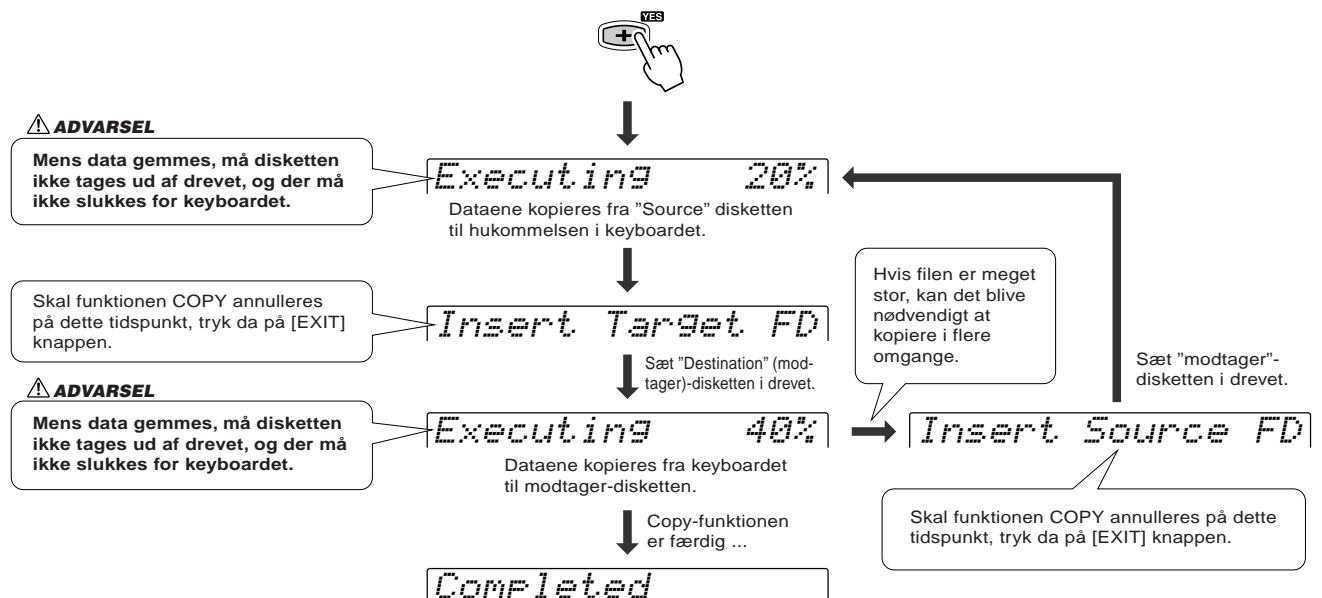 YES
+
ADVARSEL
Mens data gemmes, må disketten
ikke tages ud af drevet, og der må
ikke slukkes for keyboardet.
Executing 20%
Dataene kopieres fra ”Source” disketten
til hukommelsen i keyboardet.
Skal funktionen COPY annulleres
på dette tidspunkt, tryk da på [EXIT]
knappen.
Insert Target FD
Hvis filen er meget
stor, kan det blive
nødvendigt at
kopiere i flere
omgange.
Sæt ”Destination” (mod-
tager)-disketten i drevet.
Sæt ”modtager”-
disketten i drevet.
ADVARSEL
Mens data gemmes, må disketten
ikke tages ud af drevet, og der må
ikke slukkes for keyboardet.
Executing 40%
Insert Source FD
Dataene kopieres fra keyboardet
til modtager-disketten.
Skal funktionen COPY annulleres på dette
tidspunkt, tryk da på [EXIT] knappen.
Copy-funktionen
er færdig ...
Completed